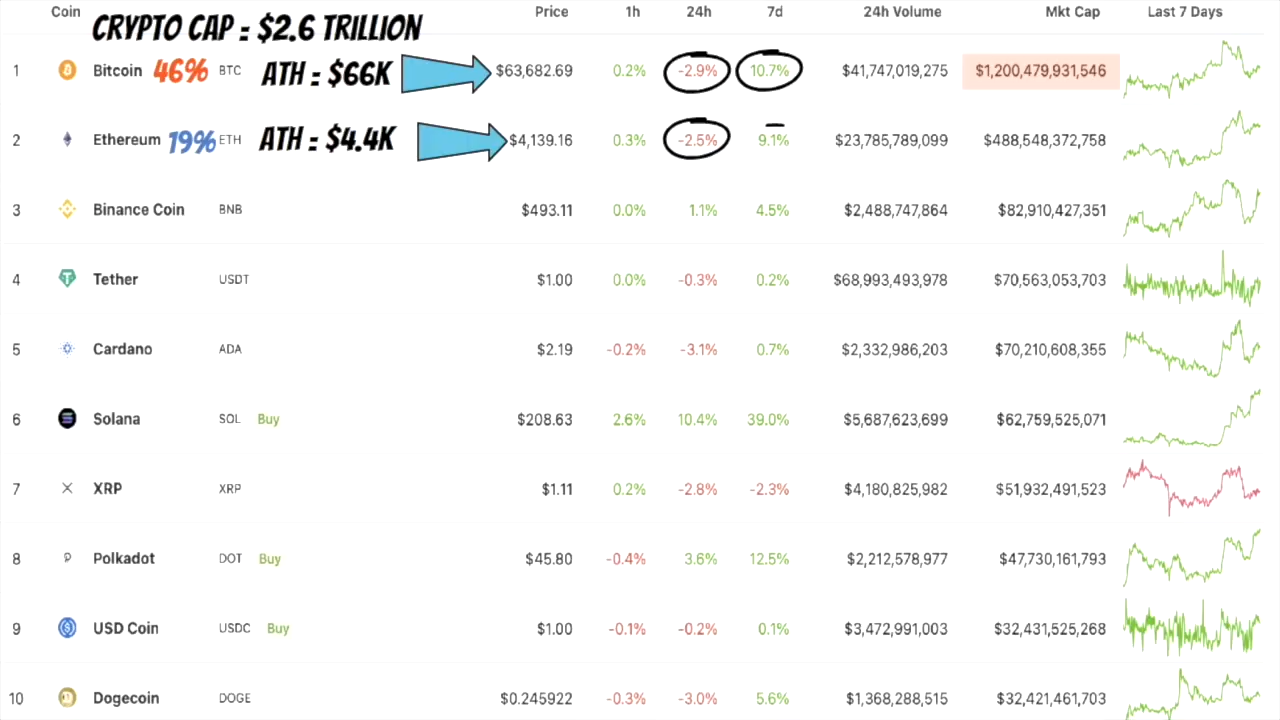 Coin Price 1h 24h 7d 24h Volume Mkt Cap Last 7 Days
CRYPTO CAP : $2.6 TRILLION
1 Bitcoin 46% BTC ATH : $66K $63,682.69 0.2% -2.9% 10.7% $41,747,019,275 $1,200,479,931,546
2 Ethereum 19% ETH ATH : $4.4K $4,139.16 0.3% -2.5% 9.1% $23,785,789,099 $488,548,372,758
3 Binance Coin BNB $493.11 0.0% 1.1% 4.5% $2,488,747,864 $82,910,427,351
4 Tether USDT $1.00 0.0% -0.3% 0.2% $68,993,493,978 $70,563,053,703
5 Cardano ADA $2.19 -0.2% -3.1% 0.7% $2,332,986,203 $70,210,608,355
6 Solana SOL Buy $208.63 2.6% 10.4% 39.0% $5,687,623,699 $62,759,525,071
7 XRP XRP $1.11 0.2% -2.8% -2.3% $4,180,825,982 $51,932,491,523
8 Polkadot DOT Buy $45.80 -0.4% 3.6% 12.5% $2,212,578,977 $47,730,161,793
9 USD Coin USDC Buy $1.00 -0.1% -0.2% 0.1% $3,472,991,003 $32,431,525,268
10 Dogecoin DOGE $0.245922 -0.3% -3.0% 5.6% $1,368,288,515 $32,421,461,703